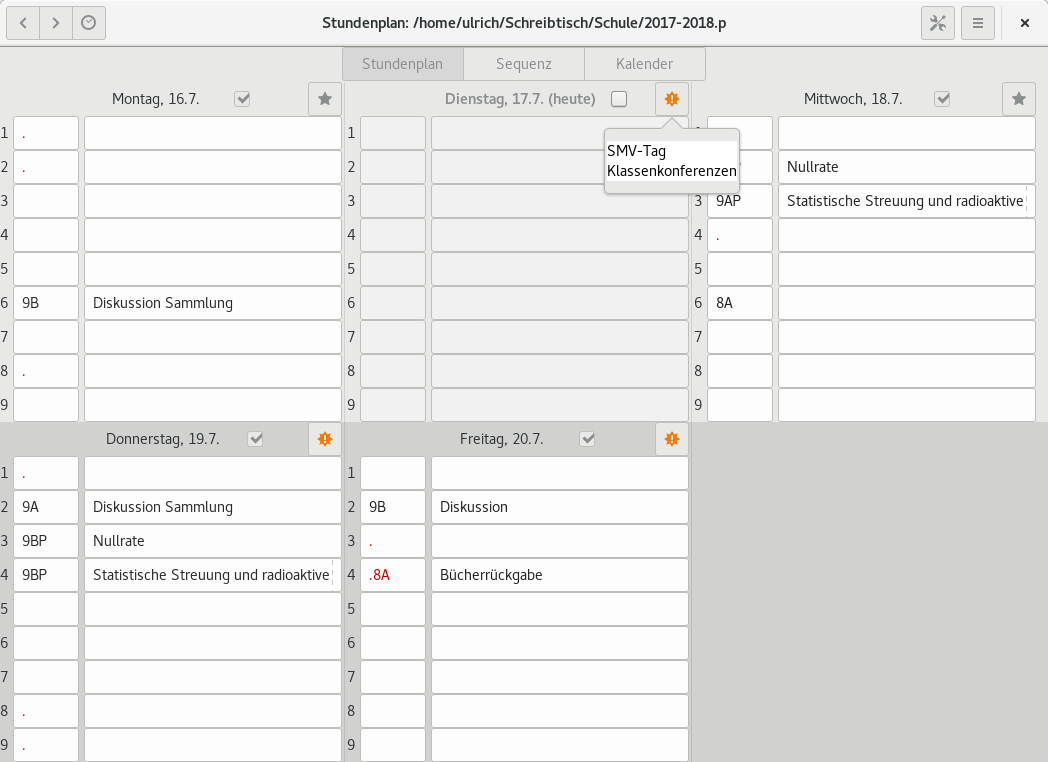 Stundenplan: /home/ulrich/Schreibtisch/Schule/2017-2018.p
Stundenplan Sequenz Kalender
Montag, 16.7.
1 .
2 .
3
4
5
6 9B Diskussion Sammlung
7
8 .
9
Dienstag, 17.7. (heute)
SMV-Tag
Klassenkonferenzen
1
2
3
4
5
6
7
8
9
Mittwoch, 18.7.
Nullrate
3 9AP Statistische Streuung und radioaktive
4 .
5
6 8A
7
8
9
Donnerstag, 19.7.
1 .
2 9A Diskussion Sammlung
3 9BP Nullrate
4 9BP Statistische Streuung und radioaktive
5
6
7
8 .
9 .
Freitag, 20.7.
1
2 9B Diskussion
3 .
4 .8A Bücherrückgabe
5
6
7
8
9